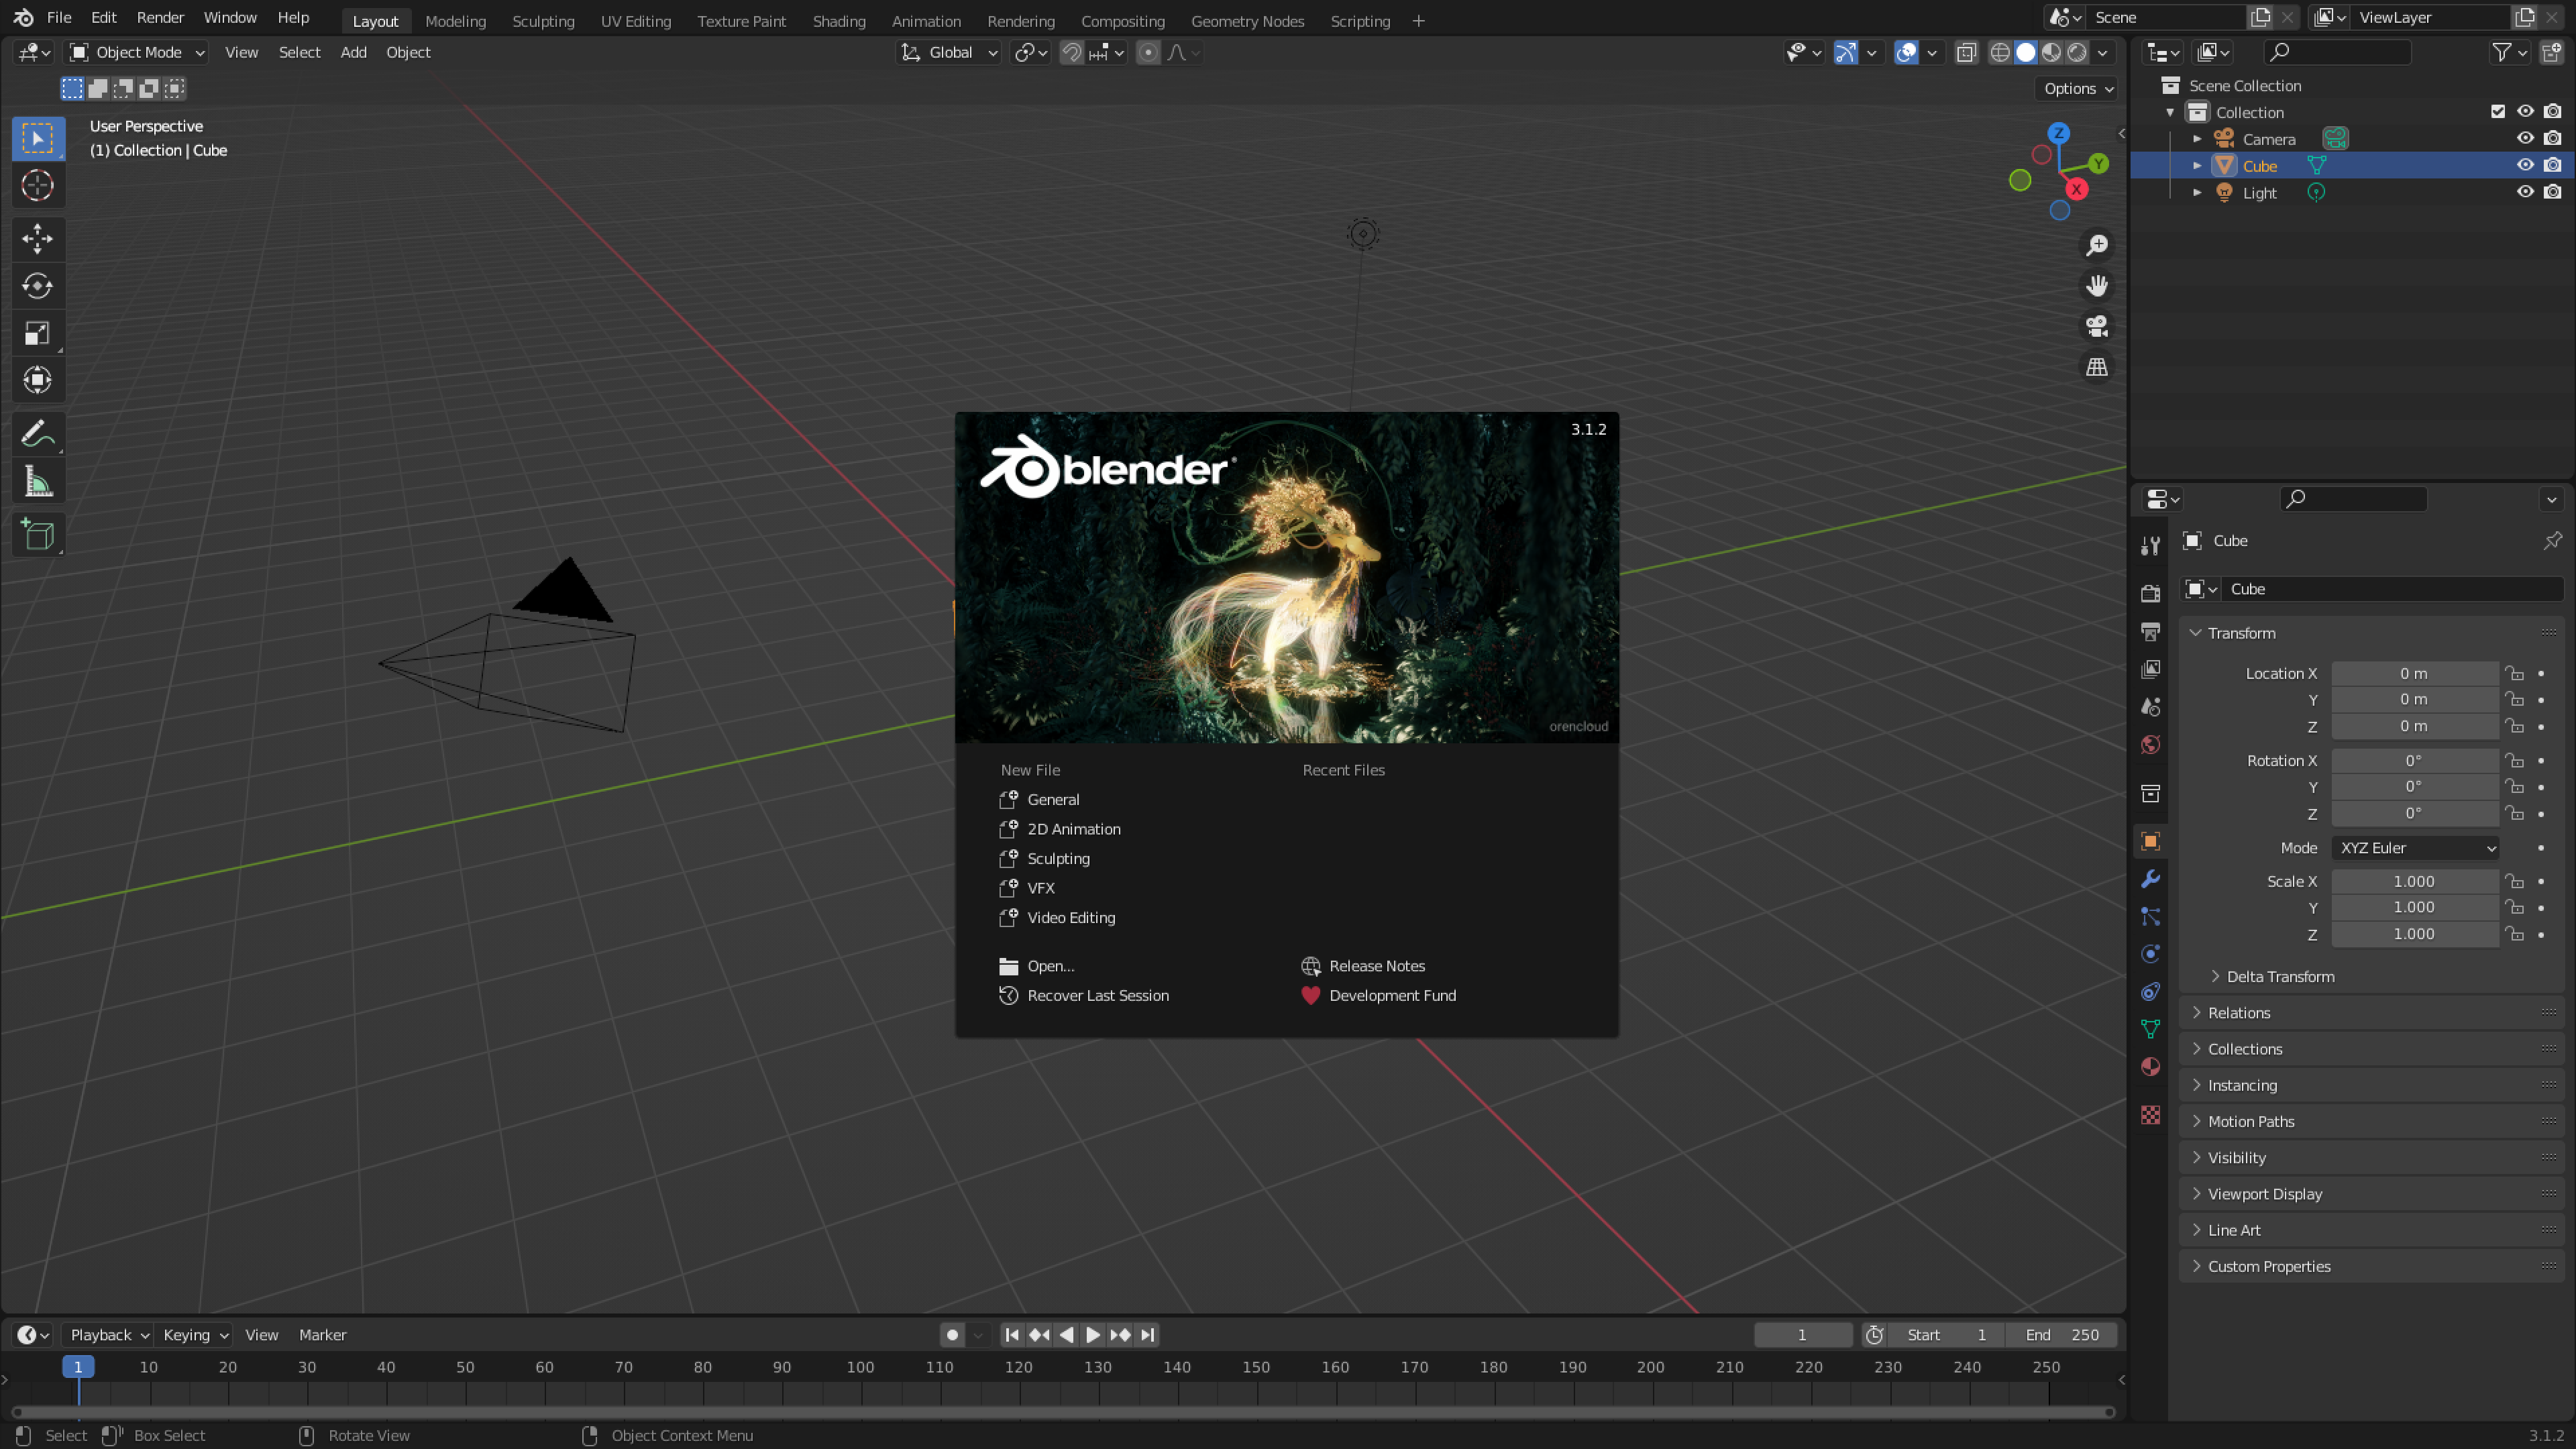 File Edit Render Window Help Layout Modeling Sculpting UV Editing Texture Paint Shading Animation Rendering Compositing Geometry Nodes Scripting + Scene ViewLayer
Object Mode View Select Add Object Global
Options
User Perspective
(1) Collection | Cube
Z
Y
X
Scene Collection
Collection
Camera
Cube
Light
3.1.2
blender
orencloud
New File
General
2D Animation
Sculpting
VFX
Video Editing
Recent Files
Open...
Recover Last Session
Release Notes
Development Fund
Cube
Cube
Transform
Location X 0 m
Y 0 m
Z 0 m
Rotation X 0°
Y 0°
Z 0°
Mode XYZ Euler
Scale X 1.000
Y 1.000
Z 1.000
Delta Transform
Relations
Collections
Instancing
Motion Paths
Visibility
Viewport Display
Line Art
Custom Properties
Playback Keying View Marker 1 Start 1 End 250
1 10 20 30 40 50 60 70 80 90 100 110 120 130 140 150 160 170 180 190 200 210 220 230 240 250
Select Box Select Rotate View Object Context Menu 3.1.2